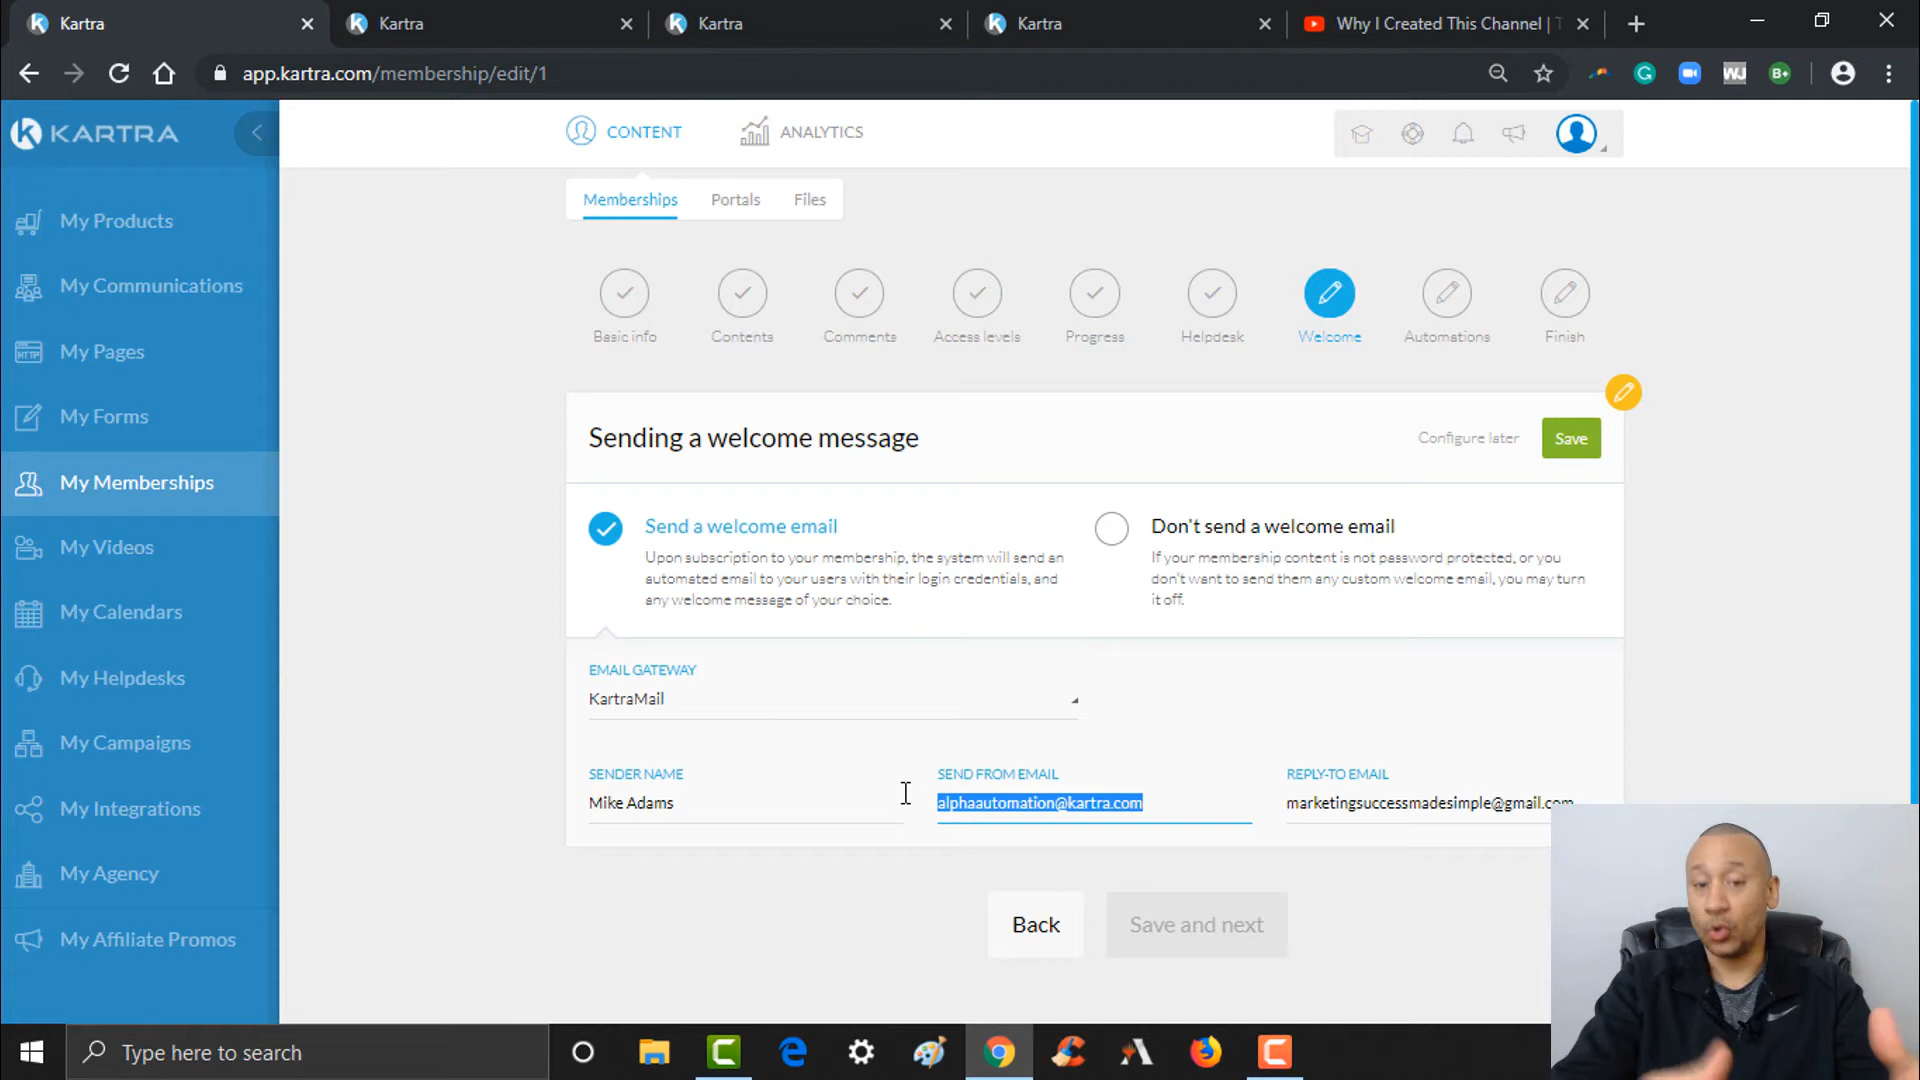 Kartra
Kartra
Kartra
Kartra
Why I Created This Channel | T
app.kartra.com/membership/edit/1
KARTRA
CONTENT
ANALYTICS
Memberships
Portals
Files
My Products
My Communications
My Pages
HTTP
My Forms
My Memberships
My Videos
My Calendars
My Helpdesks
My Campaigns
My Integrations
My Agency
My Affiliate Promos
Basic info
Contents
Comments
Access levels
Progress
Helpdesk
Welcome
Automations
Finish
Sending a welcome message
Configure later
Save
Send a welcome email
Upon subscription to your membership, the system will send an
automated email to your users with their login credentials, and
any welcome message of your choice.
Don't send a welcome email
If your membership content is not password protected, or you
don't want to send them any custom welcome email, you may turn
it off.
EMAIL GATEWAY
KartraMail
SENDER NAME
Mike Adams
SEND FROM EMAIL
alphaautomation@kartra.com
REPLY-TO EMAIL
marketingsuccessmadesimple@gmail.com
Back
Save and next
Type here to search